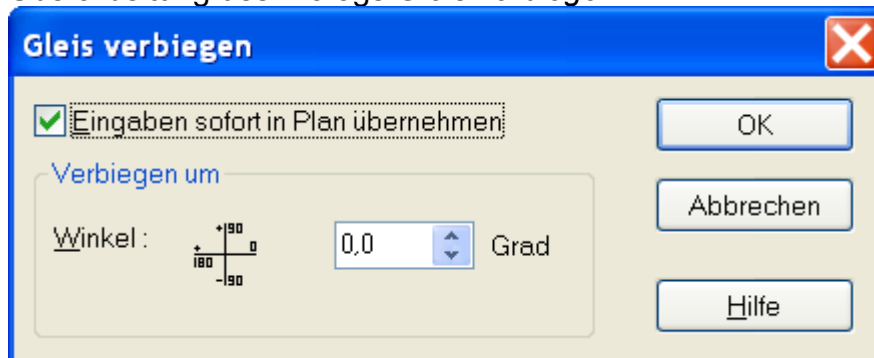 Gleis verbiegen
Eingaben sofort in Plan übernehmen
OK
Verbiegen um
Abbrechen
Winkel :
+90
+ 0
180
-90
0,0
Grad
Hilfe